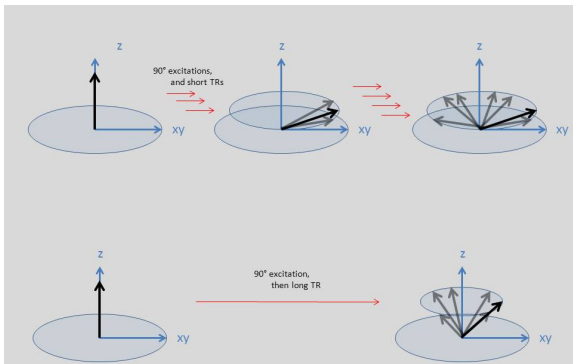 z
z
z
90° excitations,
and short TRs
xy
xy
xy
z
z
90° excitation,
then long TR
xy
xy